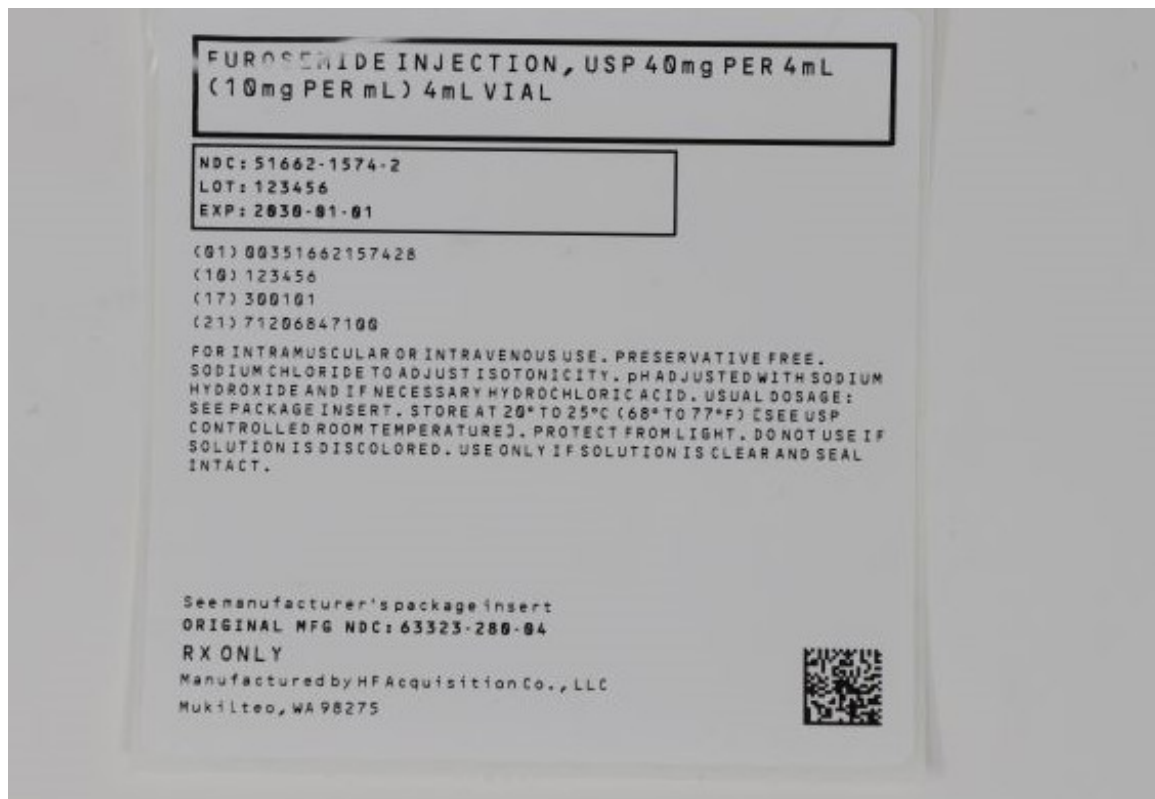 FUROSEMIDE INJECTION, USP 40mg PER 4mL
(10mg PER mL) 4mL VIAL
NDC: 51662-1574-2
LOT: 123456
EXP: 2030-01-01
(01) 00351662157428
(10) 123456
(17) 300101
(21) 71206847100
FOR INTRAMUSCULAR OR INTRAVENOUS USE. PRESERVATIVE FREE.
SODIUM CHLORIDE TO ADJUST ISOTONICITY. pH ADJUSTED WITH SODIUM
HYDROXIDE AND IF NECESSARY HYDROCHLORIC ACID. USUAL DOSAGE:
SEE PACKAGE INSERT. STORE AT 20° TO 25°C (68° TO 77°F) [SEE USP
CONTROLLED ROOM TEMPERATURE]. PROTECT FROM LIGHT. DO NOT USE IF
SOLUTION IS DISCOLORED. USE ONLY IF SOLUTION IS CLEAR AND SEAL
INTACT.
See manufacturer's package insert
ORIGINAL MFG NDC: 63323-280-04
RX ONLY
Manufactured by HF Acquisition Co., LLC
Mukilteo, WA 98275